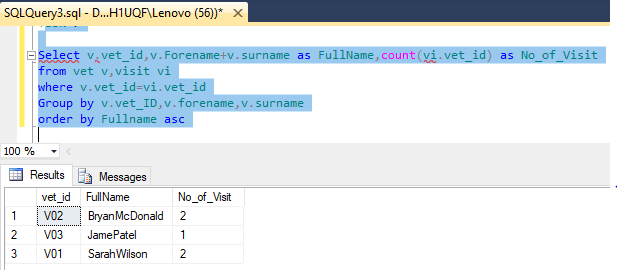 SQLQuery3.sql - D...H1UQF\Lenovo (56))* ×
Select v.vet_id,v.Forename+v.surname as FullName,count(vi.vet_id) as No_of_Visit
from vet v,visit vi
where v.vet_id=vi.vet_id
Group by v.vet_ID,v.forename,v.surname
order by Fullname asc
100 %
Results Messages
vet_id FullName No_of_Visit
1 V02 BryanMcDonald 2
2 V03 JamePatel 1
3 V01 SarahWilson 2